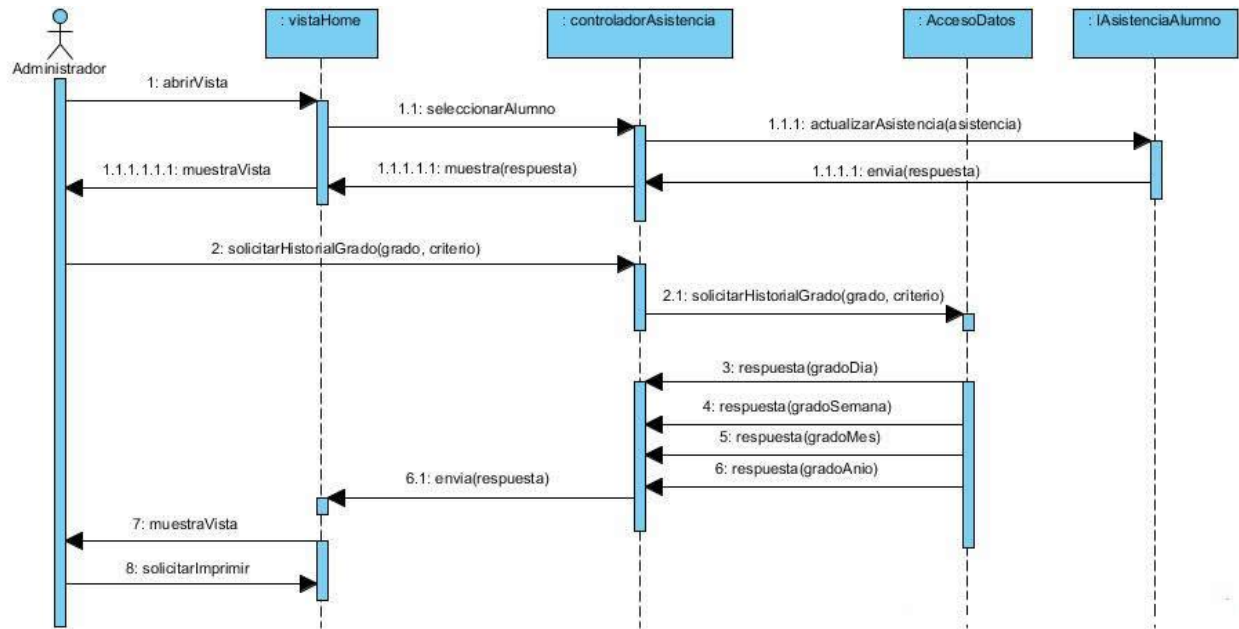 : vistaHome
: controladorAsistencia
: AccesoDatos
: IAsistenciaAlumno
Administrador
1: abrirVista
1.1: seleccionarAlumno
1.1.1: actualizarAsistencia(asistencia)
1.1.1.1.1.1: muestraVista
1.1.1.1.1: muestra(respuesta)
1.1.1.1: envia(respuesta)
2: solicitarHistorialGrado(grado, criterio)
2.1: solicitarHistorialGrado(grado, criterio)
3: respuesta(gradoDia)
4: respuesta(gradoSemana)
5: respuesta(gradoMes)
6: respuesta(gradoAnio)
6.1: envia(respuesta)
7: muestraVista
8: solicitarImprimir